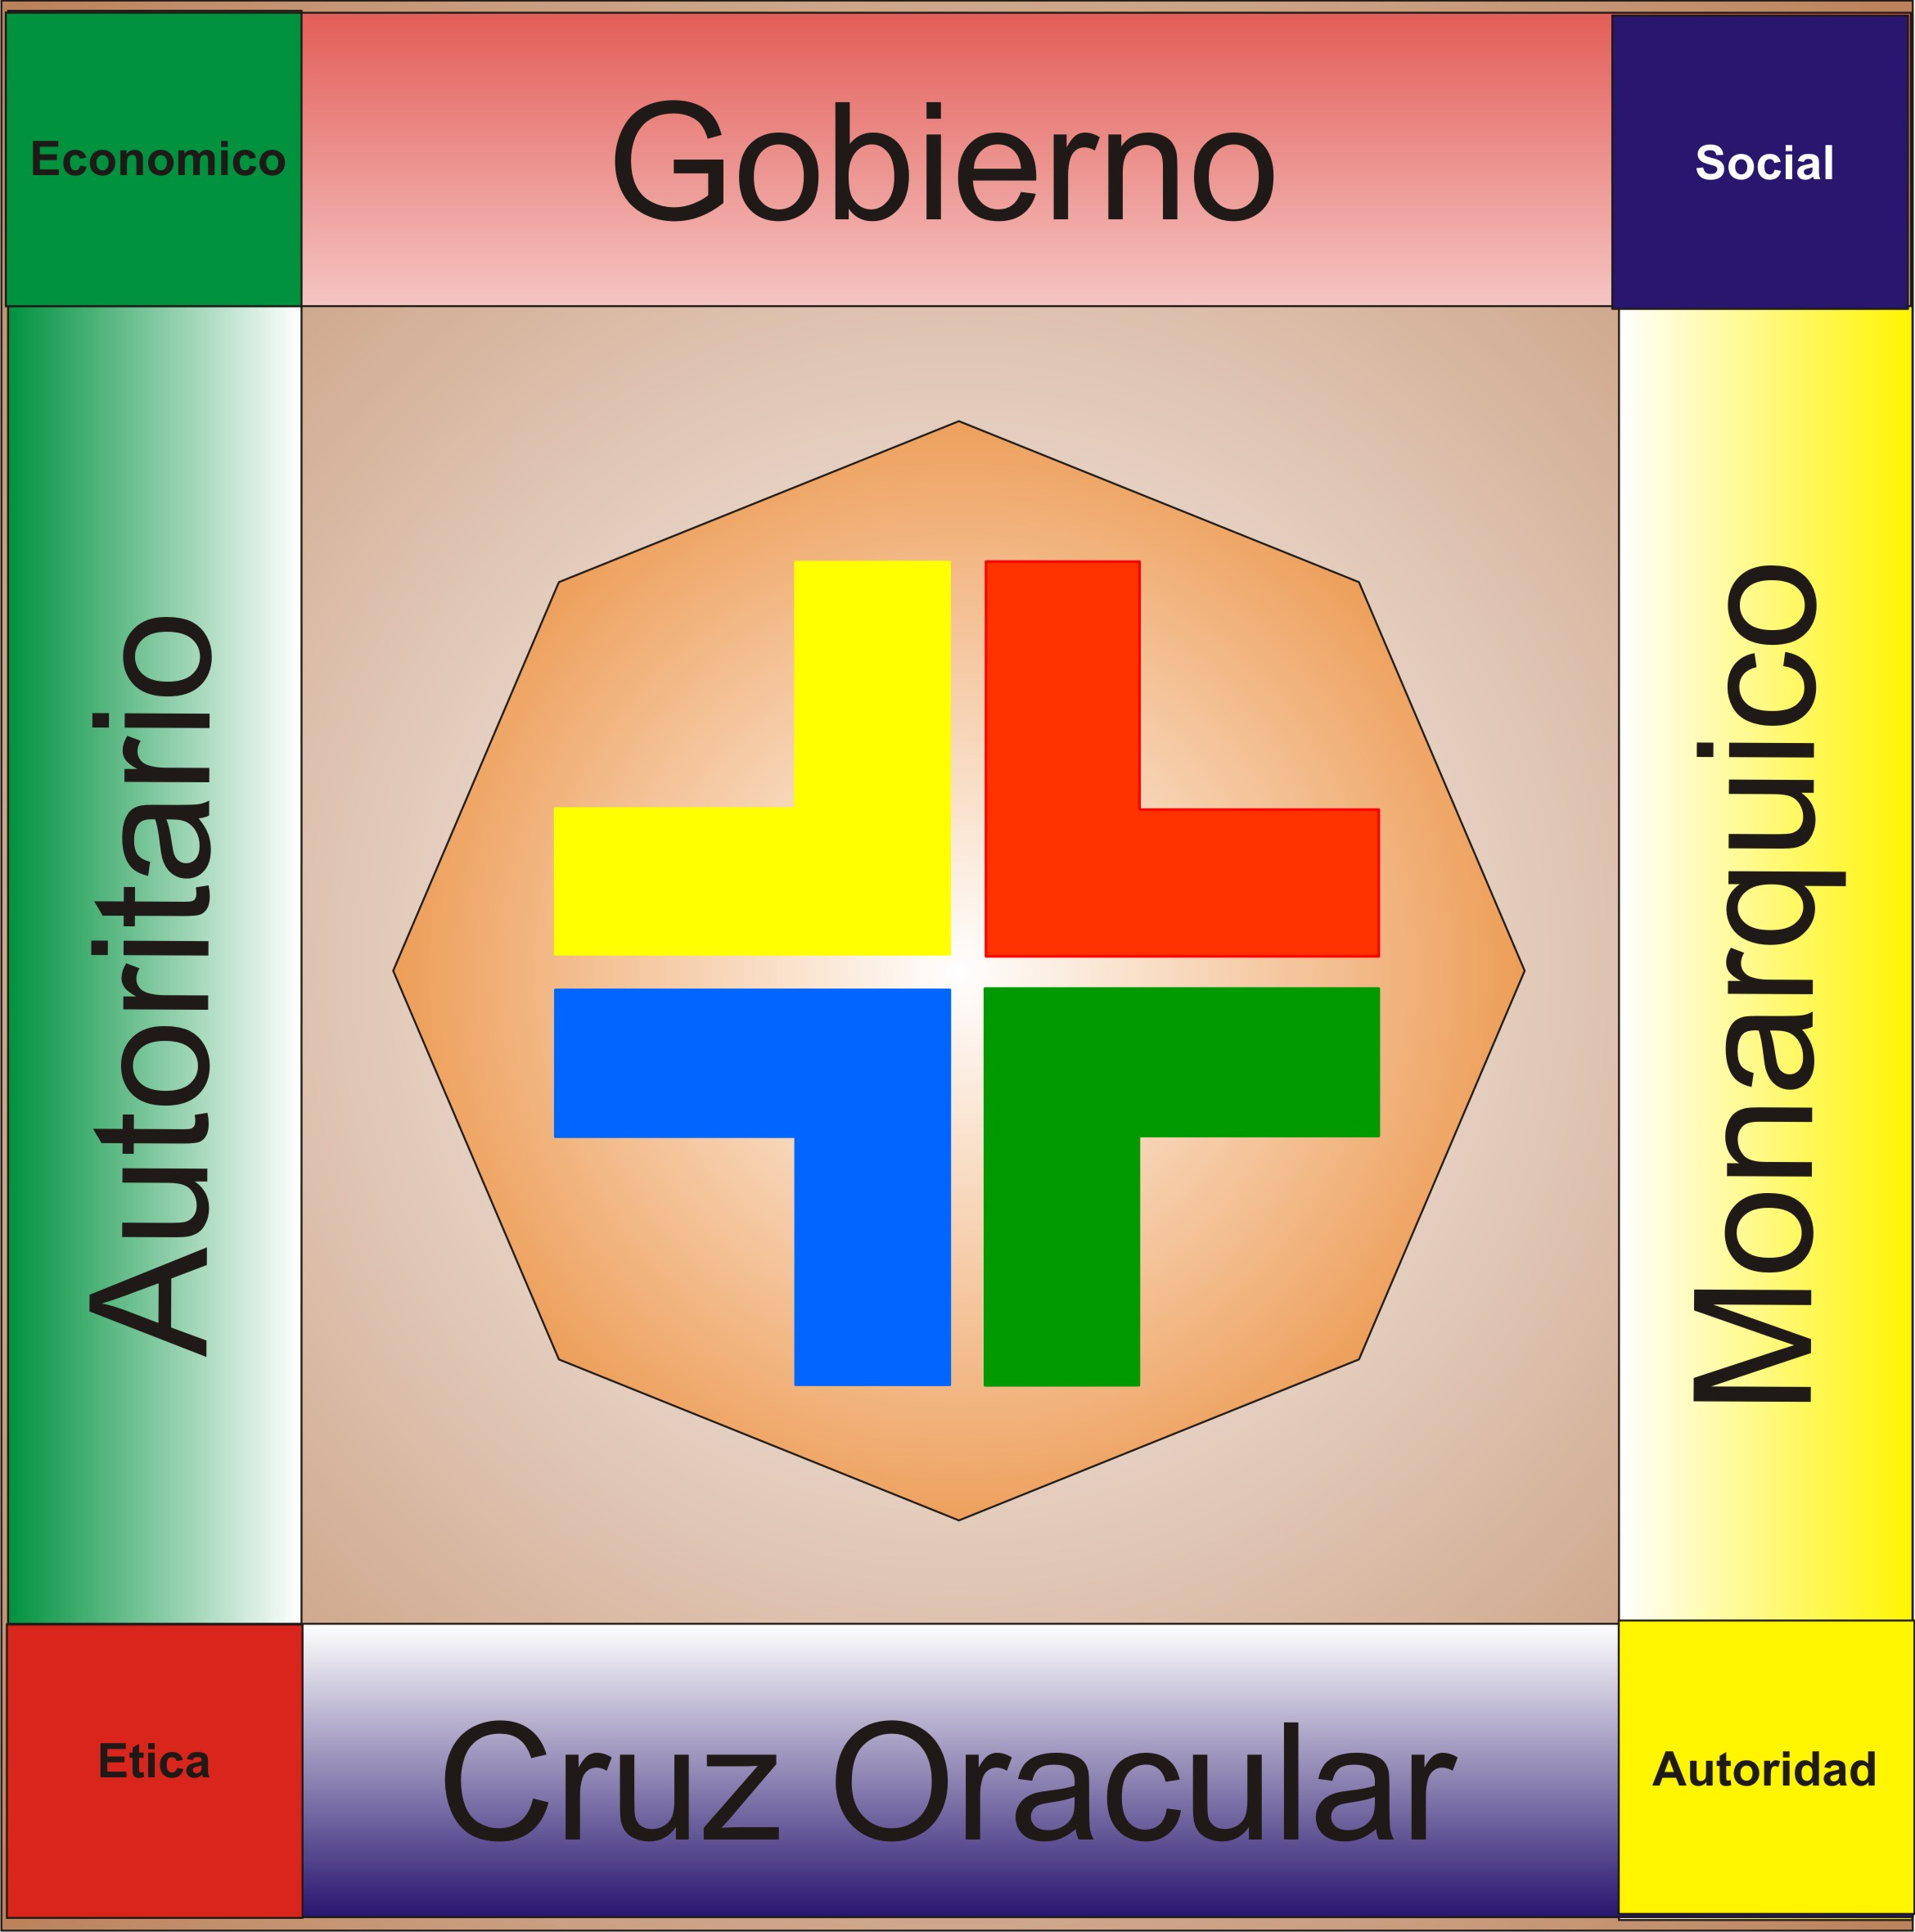 Economico
Gobierno
Social
Autoritario
Monarquico
Etica
Cruz Oracular
Autoridad